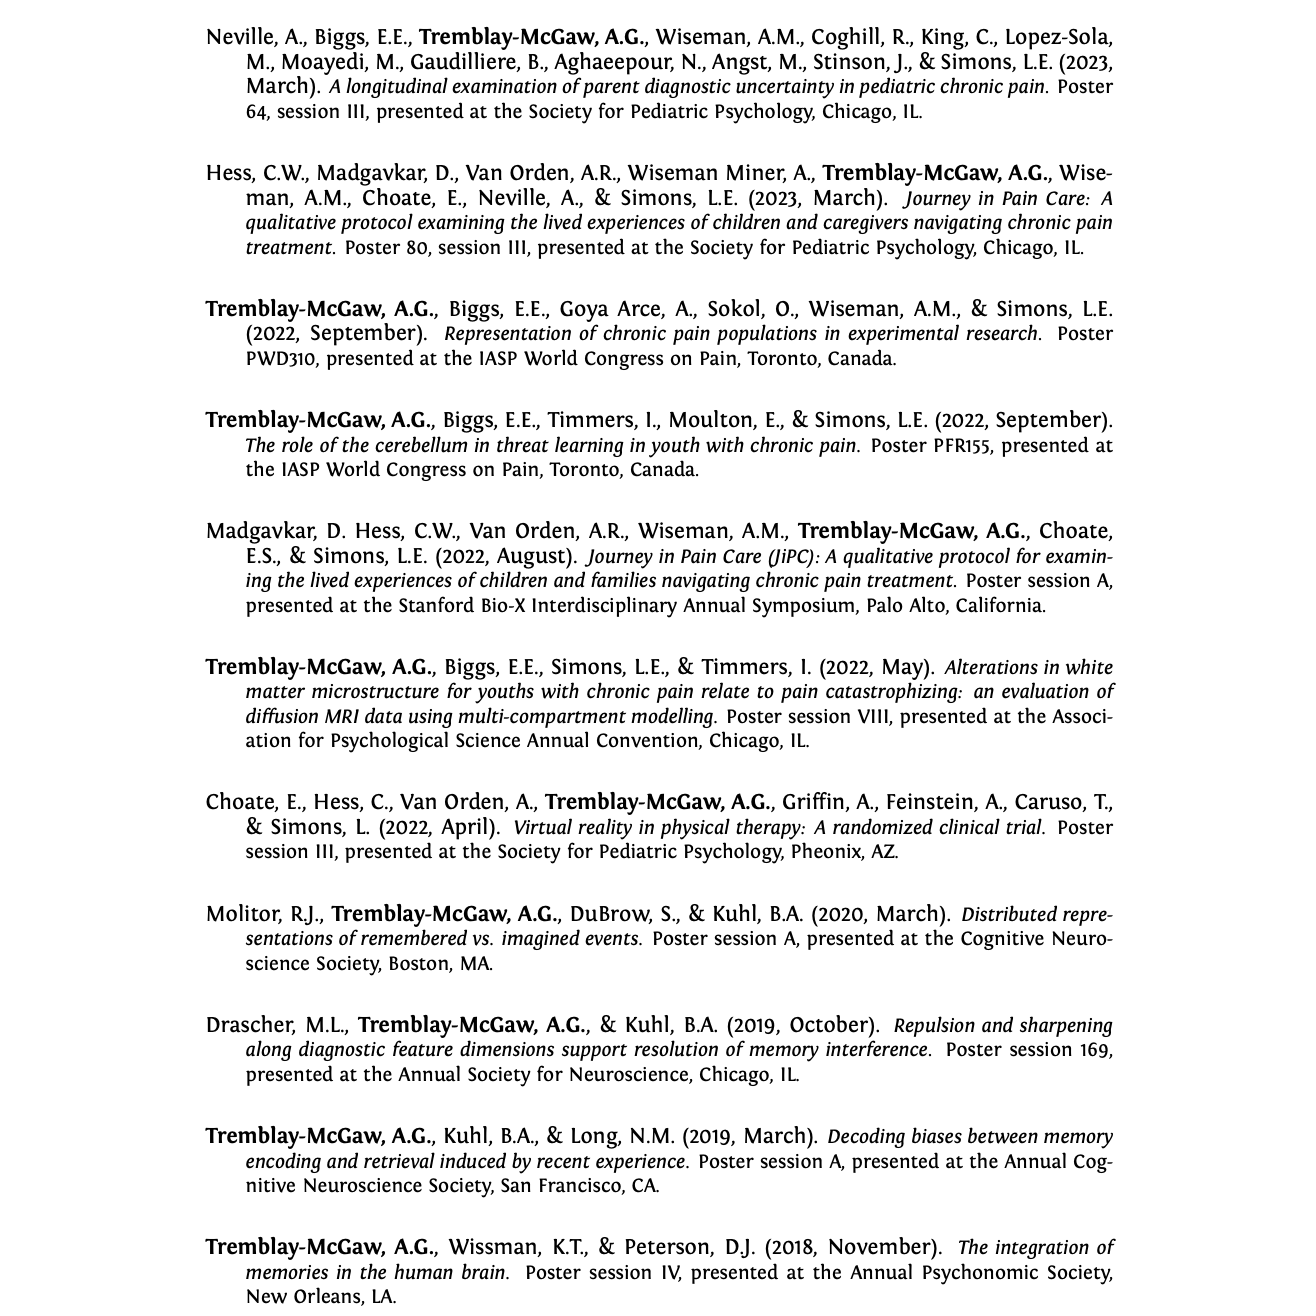 Neville, A., Biggs, E.E., Tremblay-McGaw, A.G., Wiseman, A.M., Coghill, R., King, C., Lopez-Sola,
M., Moayedi, M., Gaudilliere, B., Aghaeepour, N., Angst, M., Stinson, J., & Simons, L.E. (2023,
March). A longitudinal examination of parent diagnostic uncertainty in pediatric chronic pain. Poster
64, session III, presented at the Society for Pediatric Psychology, Chicago, IL.
Hess, C.W., Madgavkar, D., Van Orden, A.R., Wiseman Miner, A., Tremblay-McGaw, A.G., Wise-
man, A.M., Choate, E., Neville, A., & Simons, L.E. (2023, March). Journey in Pain Care: A
qualitative protocol examining the lived experiences of children and caregivers navigating chronic pain
treatment. Poster 80, session III, presented at the Society for Pediatric Psychology, Chicago, IL.
Tremblay-McGaw, A.G., Biggs, E.E., Goya Arce, A., Sokol, O., Wiseman, A.M., & Simons, L.E.
(2022, September). Representation of chronic pain populations in experimental research. Poster
PWD310, presented at the IASP World Congress on Pain, Toronto, Canada.
Tremblay-McGaw, A.G., Biggs, E.E., Timmers, I., Moulton, E., & Simons, L.E. (2022, September).
The role of the cerebellum in threat learning in youth with chronic pain. Poster PFR155, presented at
the IASP World Congress on Pain, Toronto, Canada.
Madgavkar, D. Hess, C.W., Van Orden, A.R., Wiseman, A.M., Tremblay-McGaw, A.G., Choate,
E.S., & Simons, L.E. (2022, August). Journey in Pain Care (JiPC): A qualitative protocol for examin-
ing the lived experiences of children and families navigating chronic pain treatment. Poster session A,
presented at the Stanford Bio-X Interdisciplinary Annual Symposium, Palo Alto, California.
Tremblay-McGaw, A.G., Biggs, E.E., Simons, L.E., & Timmers, I. (2022, May). Alterations in white
matter microstructure for youths with chronic pain relate to pain catastrophizing: an evaluation of
diffusion MRI data using multi-compartment modelling. Poster session VIII, presented at the Associ-
ation for Psychological Science Annual Convention, Chicago, IL.
Choate, E., Hess, C., Van Orden, A., Tremblay-McGaw, A.G., Griffin, A., Feinstein, A., Caruso, T.,
& Simons, L. (2022, April). Virtual reality in physical therapy: A randomized clinical trial. Poster
session III, presented at the Society for Pediatric Psychology, Pheonix, AZ.
Molitor, R.J., Tremblay-McGaw, A.G., DuBrow, S., & Kuhl, B.A. (2020, March). Distributed repre-
sentations of remembered vs. imagined events. Poster session A, presented at the Cognitive Neuro-
science Society, Boston, MA.
Drascher, M.L., Tremblay-McGaw, A.G., & Kuhl, B.A. (2019, October). Repulsion and sharpening
along diagnostic feature dimensions support resolution of memory interference. Poster session 169,
presented at the Annual Society for Neuroscience, Chicago, IL.
Tremblay-McGaw, A.G., Kuhl, B.A., & Long, N.M. (2019, March). Decoding biases between memory
encoding and retrieval induced by recent experience. Poster session A, presented at the Annual Cog-
nitive Neuroscience Society, San Francisco, CA.
Tremblay-McGaw, A.G., Wissman, K.T., & Peterson, D.J. (2018, November). The integration of
memories in the human brain. Poster session IV, presented at the Annual Psychonomic Society,
New Orleans, LA.